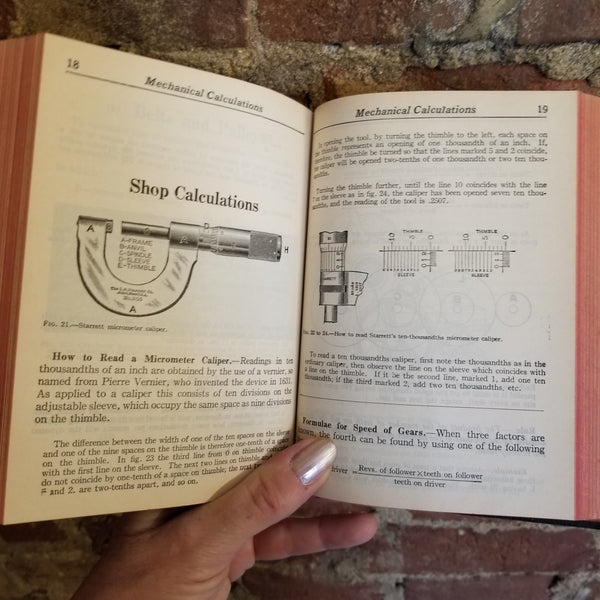 18
Mechanical Calculations
Shop Calculations
A
B
D
E
H
A-FRAME
B-ANVIL
C-SPINDLE
D-SLEEVE
E-THIMBLE
A
FIG. 21.—Starrett micrometer caliper.
How to Read a Micrometer Caliper.—Readings in ten
thousandths of an inch are obtained by the use of a vernier, so
named from Pierre Vernier, who invented the device in 1631.
As applied to a caliper this consists of ten divisions on the
adjustable sleeve, which occupy the same space as nine divisions
on the thimble.
The difference between the width of one of the ten spaces on the sleeve
and one of the nine spaces on the thimble is therefore one-tenth of a space
on the thimble. In fig. 23 the third line from 0 on thimble coincides
with the first line on the sleeve. The next two lines on thimble and
do not coincide by one-tenth of a space on thimble; the next two
and 2, are two-tenths apart, and so on.
Mechanical Calculations
19
In opening the tool, by turning the thimble to the left, each space on
the thimble represents an opening of one thousandth of an inch. If,
therefore, the thimble be turned so that the lines marked 5 and 2 coincide,
the caliper will be opened two-tenths of one thousandth or two ten thou-
sandths.
Turning the thimble further, until the line 10 coincides with the line
7 on the sleeve as in fig. 24, the caliper has been opened seven ten thou-
sandths, and the reading of the tool is .2507.
THIMBLE
THIMBLE
10 5 0
10 5 0
SLEEVE
SLEEVE
FIGS. 22 to 24.—How to read Starrett's ten-thousandths micrometer caliper.
To read a ten thousandths caliper, first note the thousandths as in the
ordinary caliper, then observe the line on the sleeve which coincides with
a line on the thimble. If it be the second line, marked 1, add one ten
thousandth; if the third marked 2, add two ten thousandths, etc.
Formulae for Speed of Gears.—When three factors are
known, the fourth can be found by using one of the following
driver = Revs. of follower×teeth on follower
teeth on driver